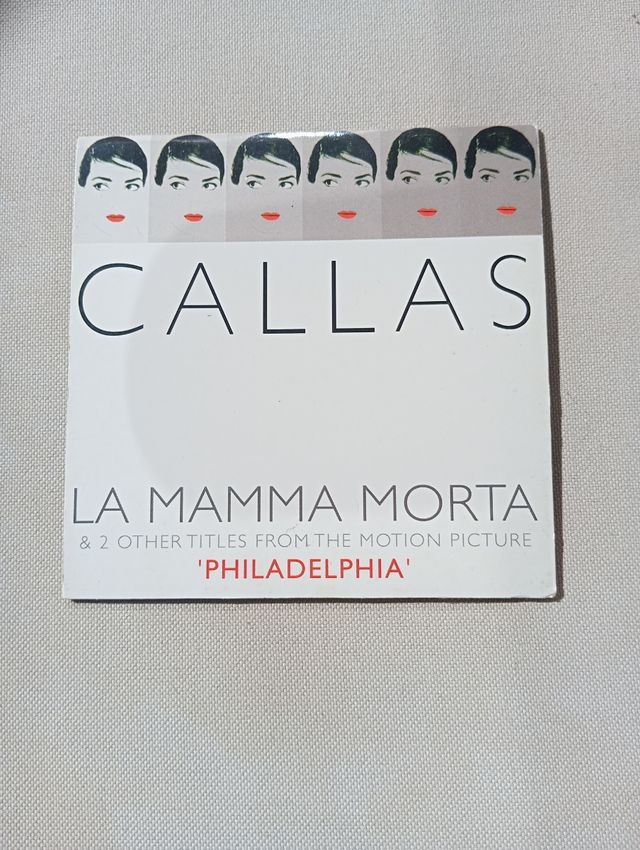 CALLAS
LA MAMMA MORTA
& 2 OTHER TITLES FROM THE MOTION PICTURE
'PHILADELPHIA'